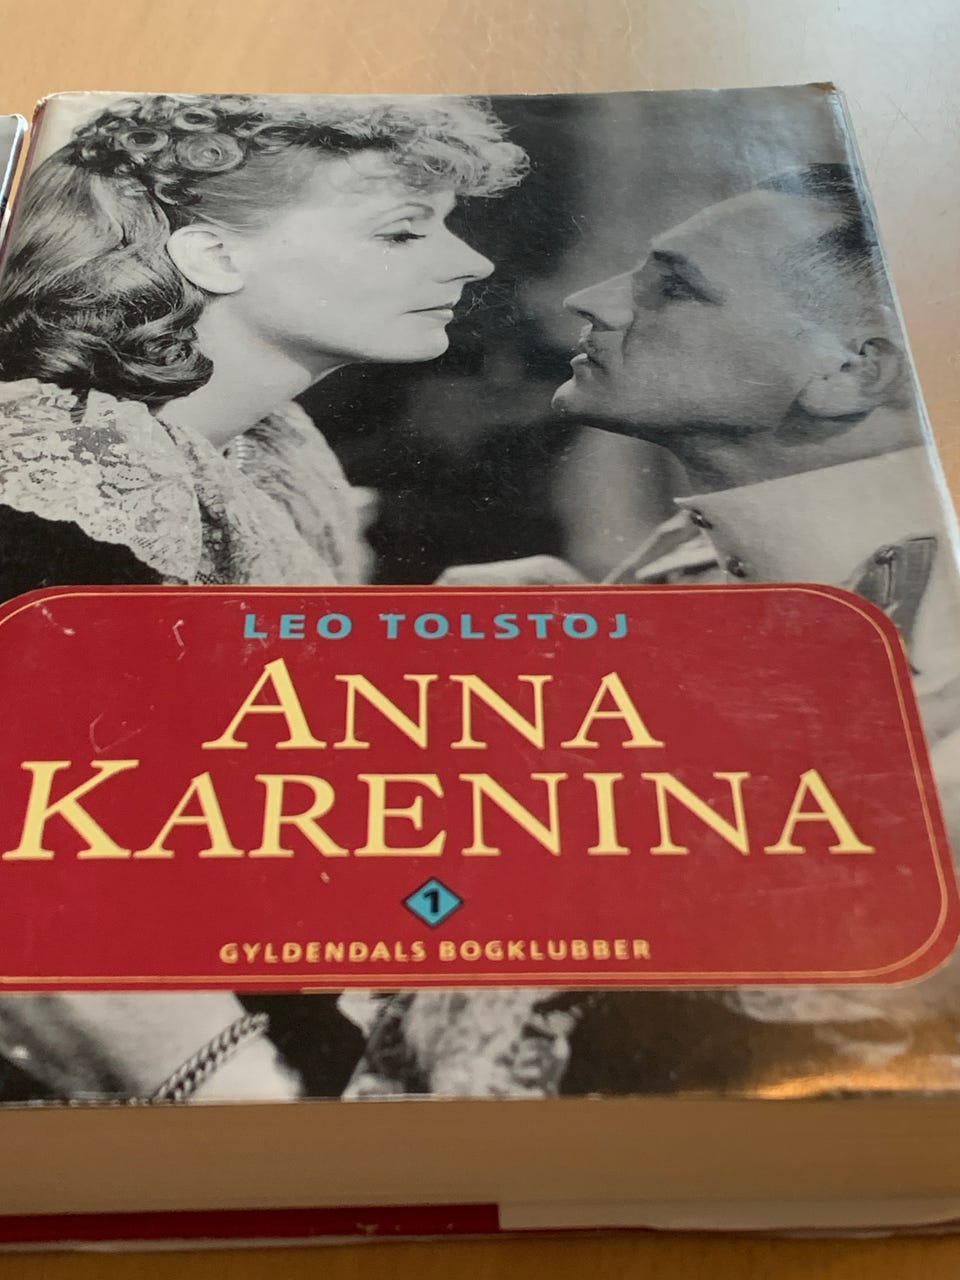 LEO TOLSTOJ
ANNA
KARENINA
1
GYLDENDALS BOGKLUBBER